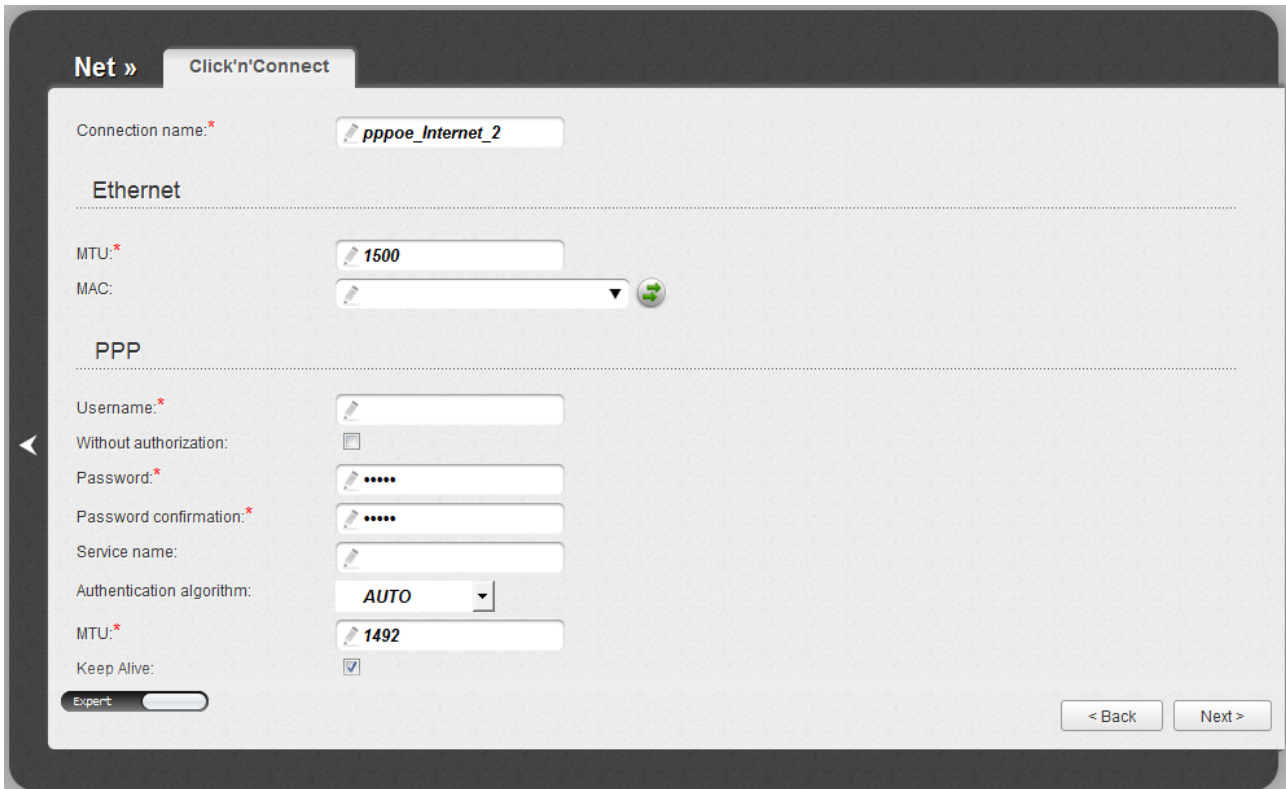 Net » Click'n'Connect
Connection name:* pppoe_Internet_2
Ethernet
MTU:* 1500
MAC:
PPP
Username:*
Without authorization:
Password:* •••••
Password confirmation:* •••••
Service name:
Authentication algorithm: AUTO
MTU:* 1492
Keep Alive:
Expert
< Back Next >